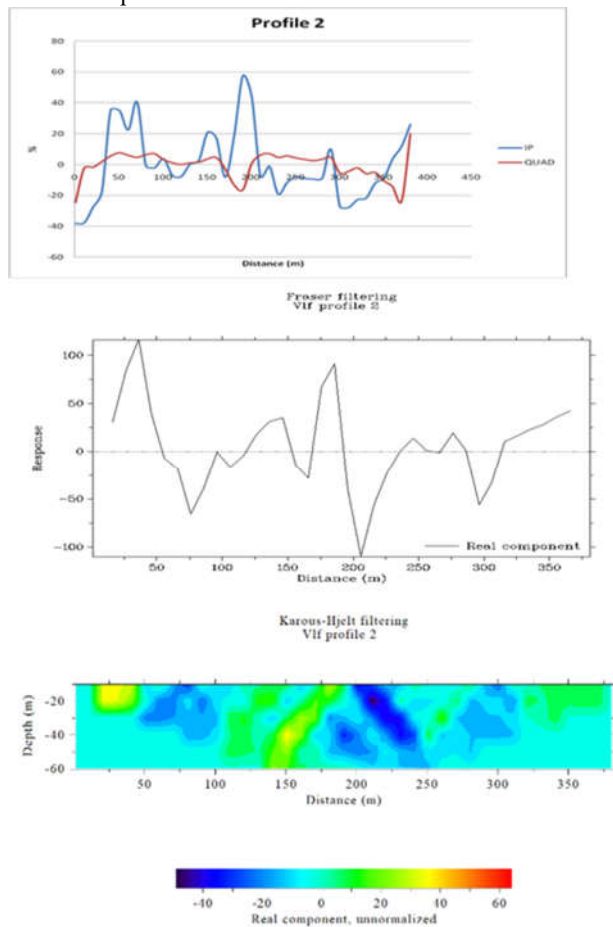 Profile 2
80
60
40
20
0
-20
-40
-60
0 50 100 150 200 250 300 350 400 450
%
Distance (m)
IP
QUAD
Fraser filtering
Vlf profile 2
100
50
0
-50
-100
Response
Real component
50 100 150 200 250 300 350
Distance (m)
Karous-Hjelt filtering
Vlf profile 2
-20
-40
-60
Depth (m)
50 100 150 200 250 300 350
Distance (m)
-40 -20 0 20 40 60
Real component, unnormalized